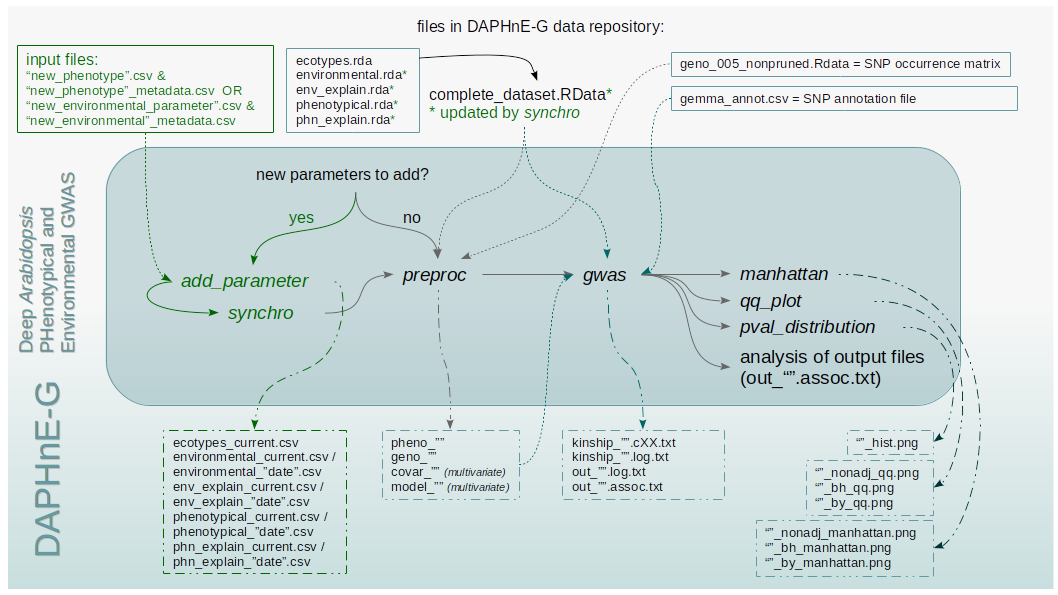 files in DAPHnE-G data repository:
input files:
“new_phenotype”.csv &
“new_phenotype”_metadata.csv OR
“new_environmental_parameter”.csv &
“new_environmental”_metadata.csv
ecotypes.rda
environmental.rda*
env_explain.rda*
phenotypical.rda*
phn_explain.rda*
complete_dataset.RData*
* updated by synchro
geno_005_nonpruned.Rdata = SNP occurrence matrix
gemma_annot.csv = SNP annotation file
Deep Arabidopsis
PHenotypical and
Environmental GWAS
DAPHnE-G
new parameters to add?
yes
no
add_parameter
synchro
preproc
gwas
manhattan
qq_plot
pval_distribution
analysis of output files
(out_“”.assoc.txt)
ecotypes_current.csv
environmental_current.csv /
environmental_”date”.csv
env_explain_current.csv /
env_explain_”date”.csv
phenotypical_current.csv /
phenotypical_”date”.csv
phn_explain_current.csv /
phn_explain_”date”.csv
pheno_””
geno_””
covar_”” (multivariate)
model_”” (multivariate)
kinship_””.cXX.txt
kinship_””.log.txt
out_””.log.txt
out_””.assoc.txt
“”_hist.png
“”_nonadj_qq.png
“”_bh_qq.png
“”_by_qq.png
“”_nonadj_manhattan.png
“”_bh_manhattan.png
“”_by_manhattan.png